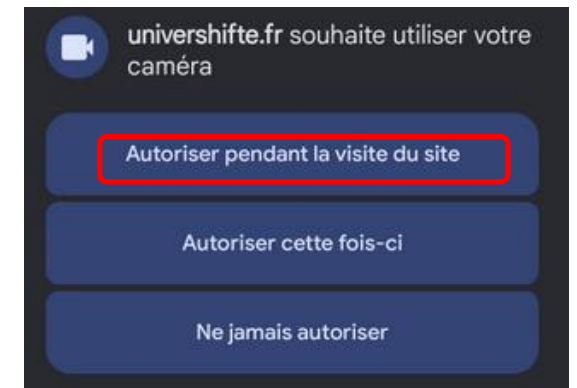 univershifte.fr souhaite utiliser votre
caméra
Autoriser pendant la visite du site
Autoriser cette fois-ci
Ne jamais autoriser